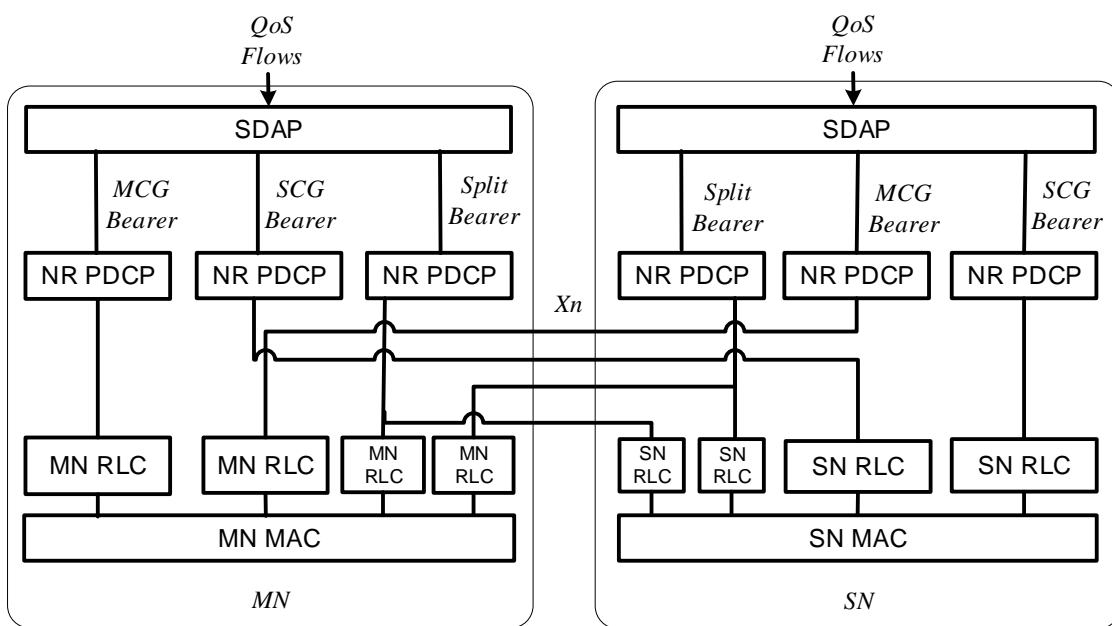 QoS
Flows
QoS
Flows
SDAP
SDAP
MCG
Bearer
SCG
Bearer
Split
Bearer
Split
Bearer
MCG
Bearer
SCG
Bearer
NR PDCP
NR PDCP
NR PDCP
NR PDCP
NR PDCP
NR PDCP
Xn
MN RLC
MN RLC
MN
RLC
MN
RLC
SN
RLC
SN
RLC
SN RLC
SN RLC
MN MAC
SN MAC
MN
SN